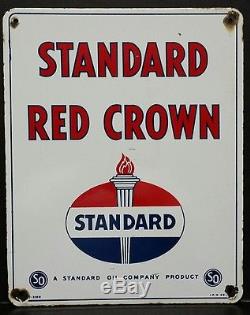 STANDARD
RED CROWN
STANDARD
SO
A STANDARD OIL COMPANY PRODUCT
SO